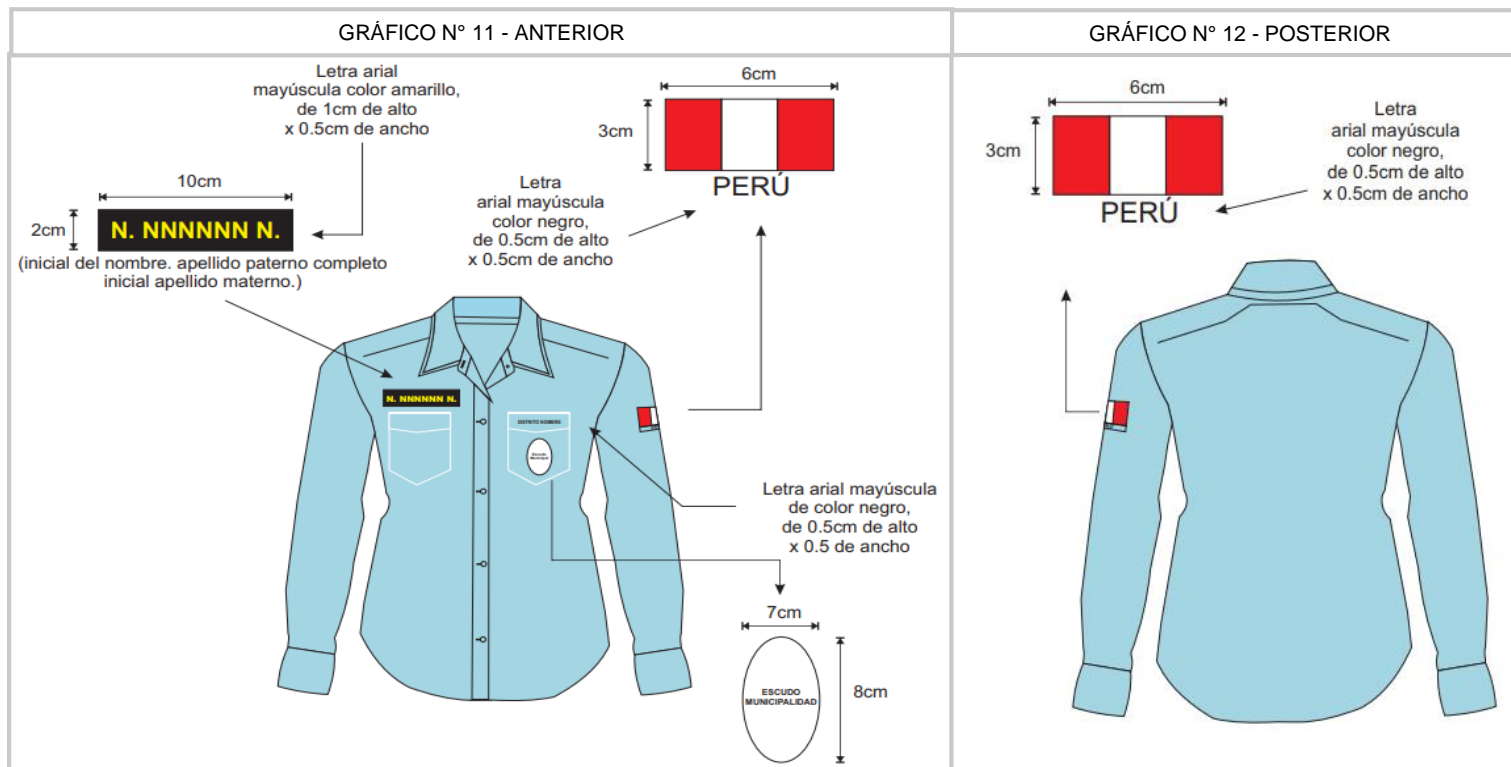 GRÁFICO N° 11 - ANTERIOR
Letra arial
mayúscula color amarillo,
de 1cm de alto
x 0.5cm de ancho
10cm
2cm
N. NNNNNN N.
(inicial del nombre. apellido paterno completo
inicial apellido materno.)
6cm
3cm
PERÚ
Letra
arial mayúscula
color negro,
de 0.5cm de alto
x 0.5cm de ancho
N. NNNNNN N.
DISTRITO NOMBRE
Escudo
Municipal
Letra arial mayúscula
de color negro,
de 0.5cm de alto
x 0.5 de ancho
7cm
8cm
ESCUDO
MUNICIPALIDAD
GRÁFICO N° 12 - POSTERIOR
6cm
3cm
PERÚ
Letra
arial mayúscula
color negro,
de 0.5cm de alto
x 0.5cm de ancho